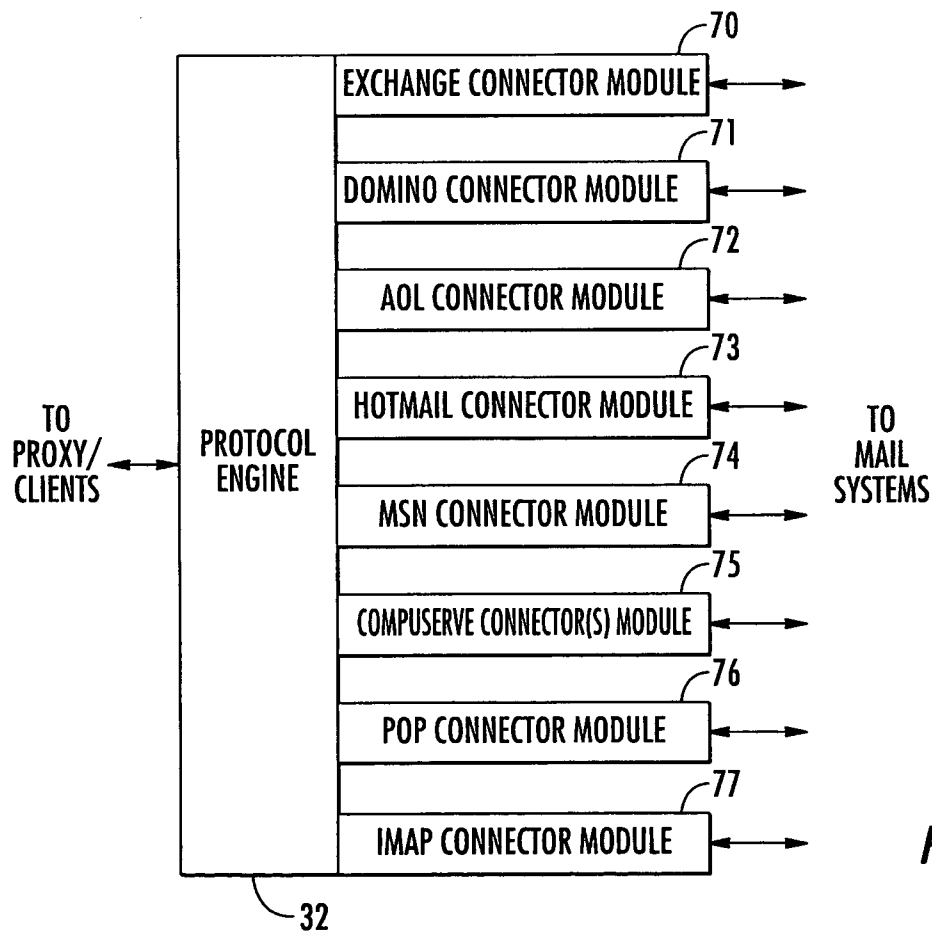 70
EXCHANGE CONNECTOR MODULE
71
DOMINO CONNECTOR MODULE
72
AOL CONNECTOR MODULE
73
HOTMAIL CONNECTOR MODULE
74
MSN CONNECTOR MODULE
75
COMPUSERVE CONNECTOR(S) MODULE
76
POP CONNECTOR MODULE
77
IMAP CONNECTOR MODULE
TO
PROXY/
CLIENTS
PROTOCOL
ENGINE
TO
MAIL
SYSTEMS
32